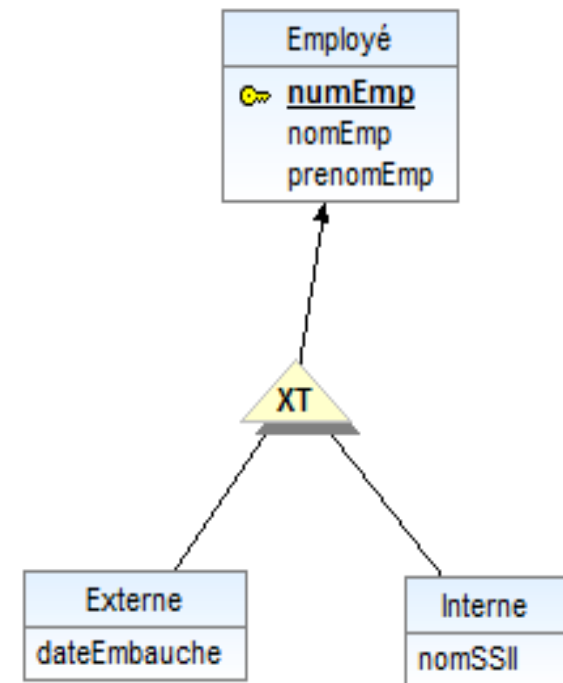 Employé
numEmp
nomEmp
prenomEmp
XT
Externe
dateEmbauche
Interne
nomSSII